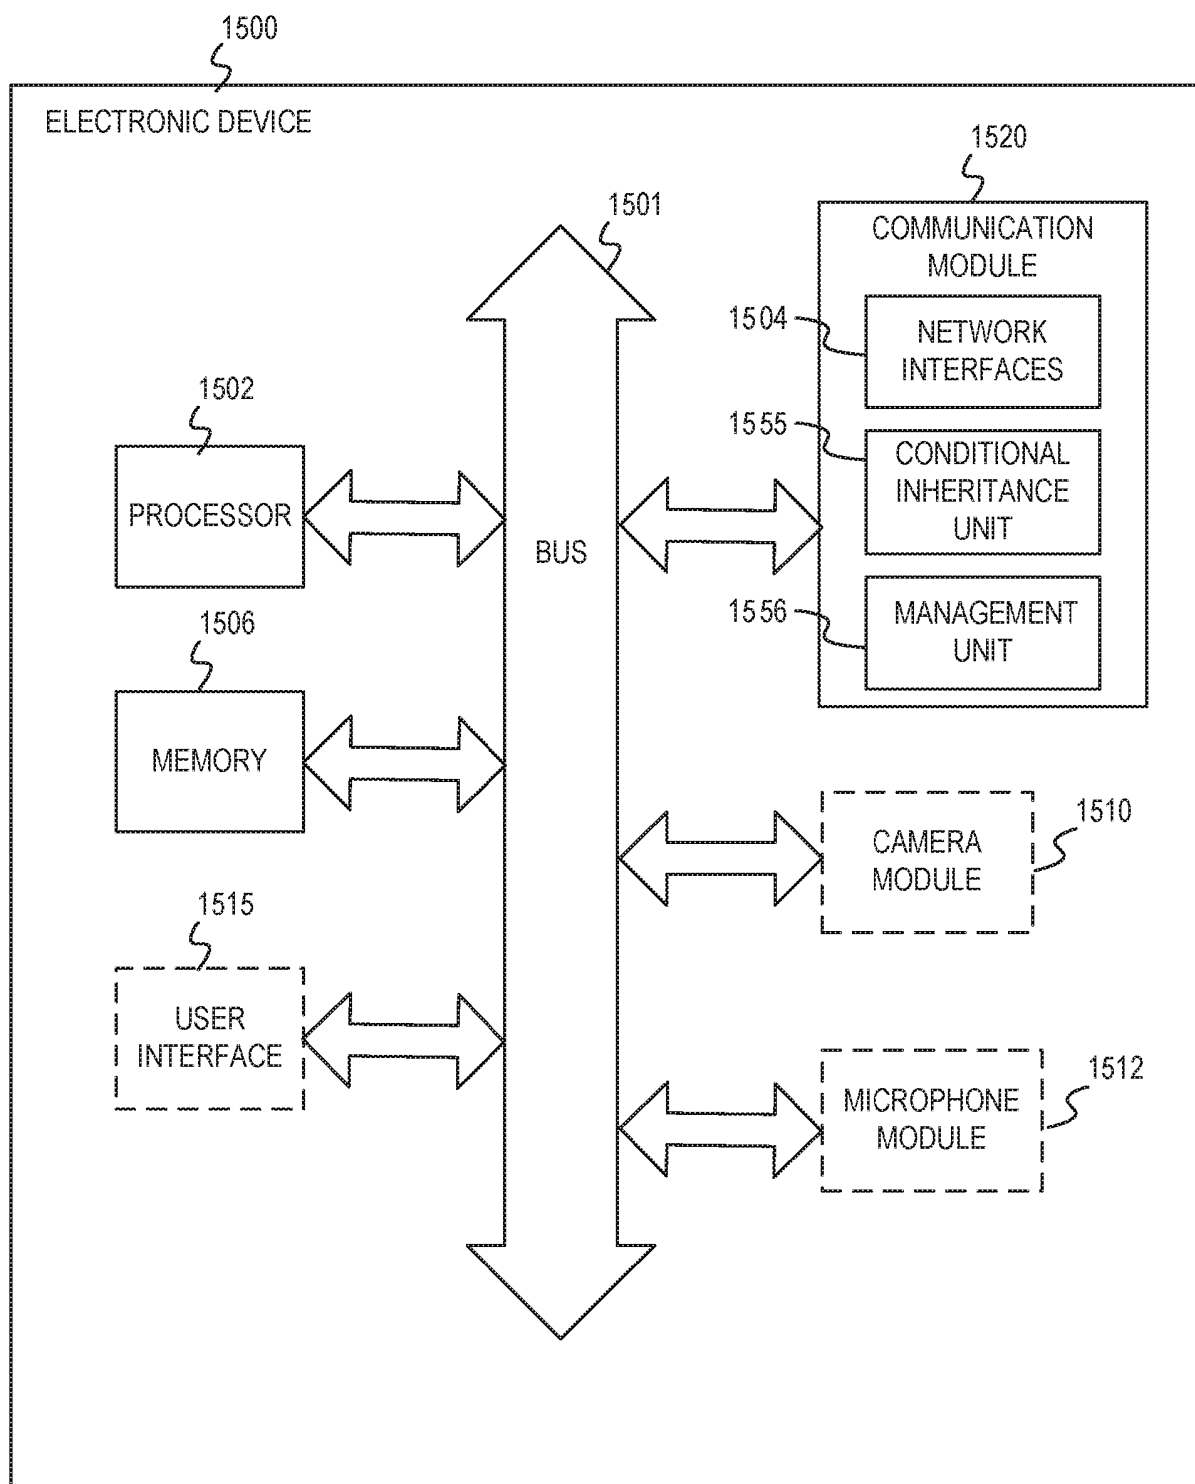 1500
ELECTRONIC DEVICE
1520
1501
COMMUNICATION
MODULE
1504
NETWORK
INTERFACES
1502
1555
CONDITIONAL
INHERITANCE
UNIT
PROCESSOR
BUS
1556
MANAGEMENT
UNIT
1506
MEMORY
1510
CAMERA
MODULE
1515
USER
INTERFACE
1512
MICROPHONE
MODULE